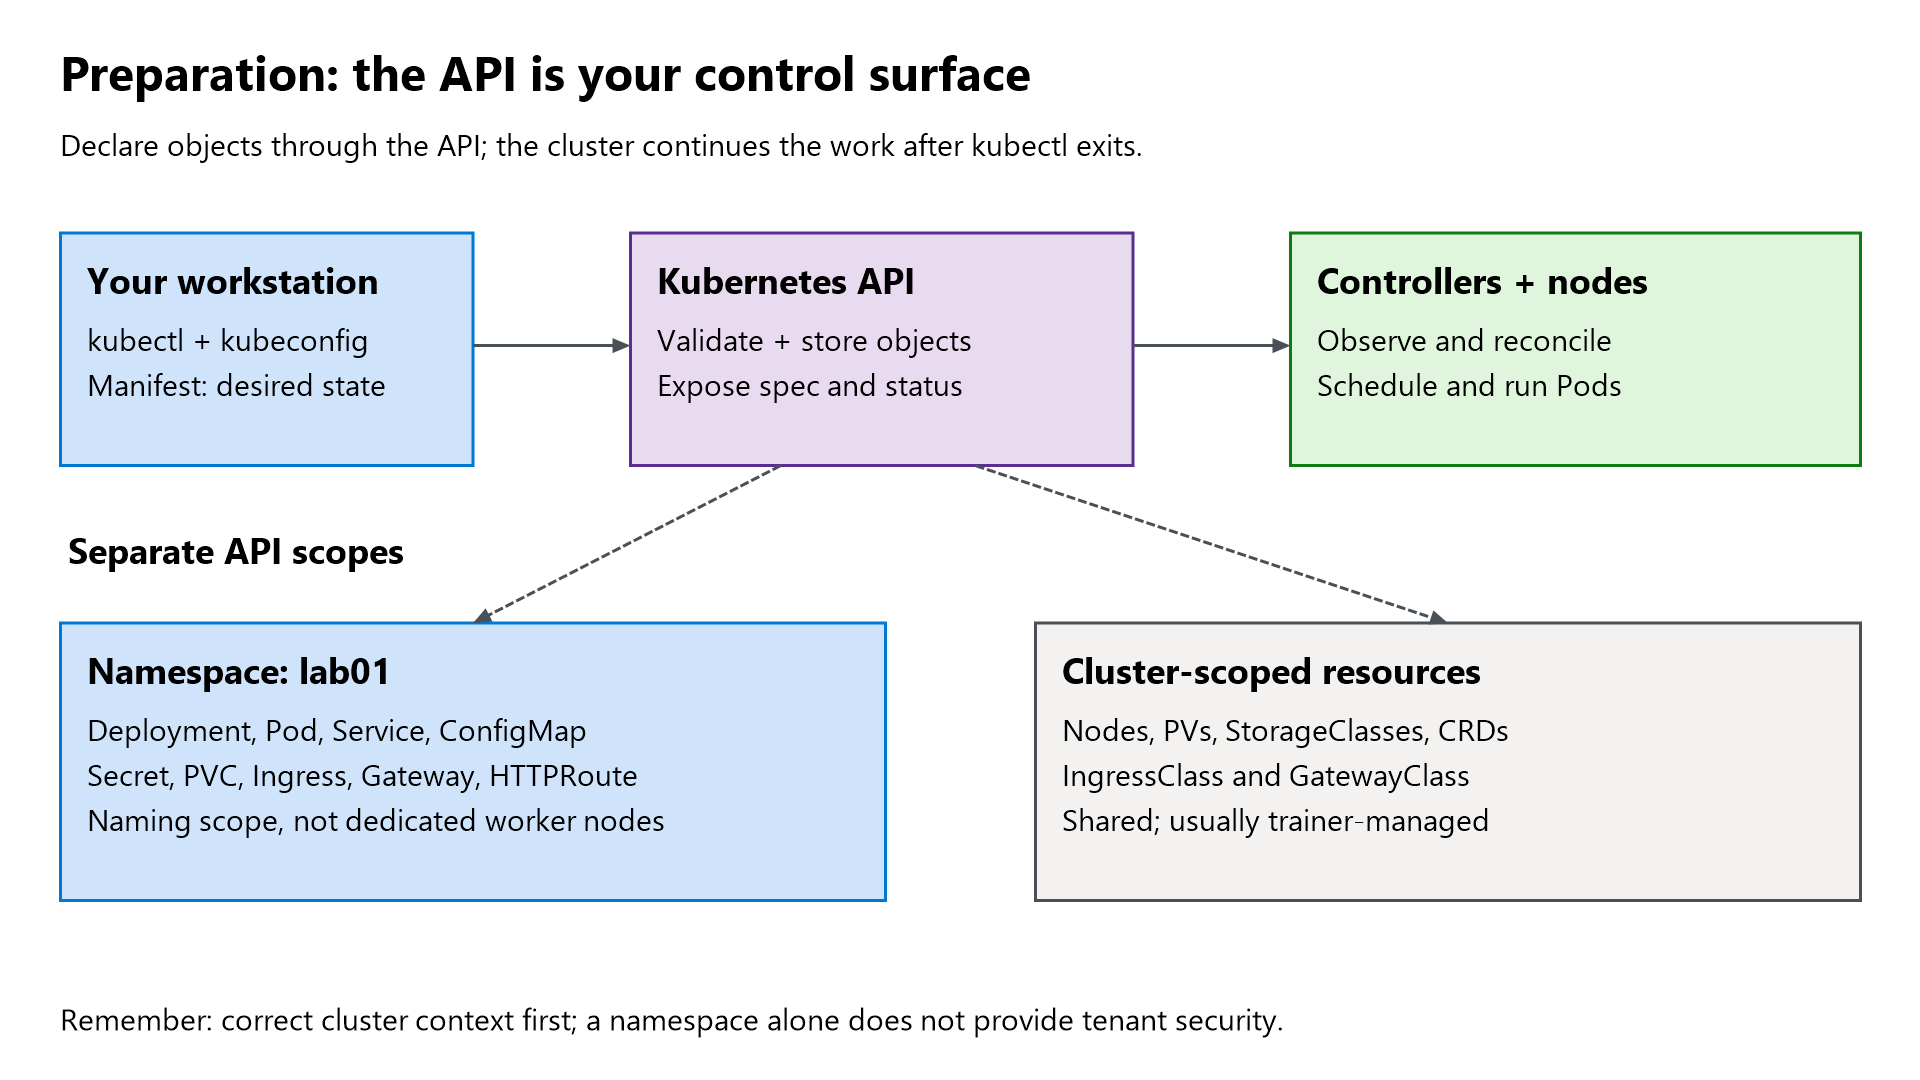 Preparation: the API is your control surface
Declare objects through the API; the cluster continues the work after kubectl exits.
Your workstation
kubectl + kubeconfig
Manifest: desired state
Kubernetes API
Validate + store objects
Expose spec and status
Controllers + nodes
Observe and reconcile
Schedule and run Pods
Separate API scopes
Namespace: lab01
Deployment, Pod, Service, ConfigMap
Secret, PVC, Ingress, Gateway, HTTPRoute
Naming scope, not dedicated worker nodes
Cluster-scoped resources
Nodes, PVs, StorageClasses, CRDs
IngressClass and GatewayClass
Shared; usually trainer-managed
Remember: correct cluster context first; a namespace alone does not provide tenant security.